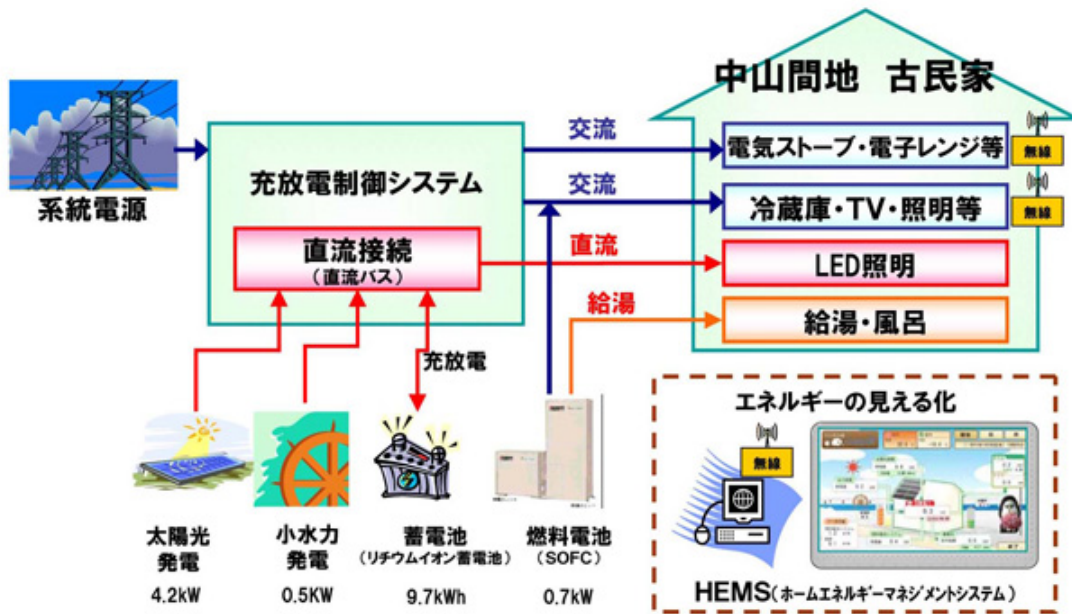 中山間地 古民家
交流
電気ストーブ・電子レンジ等
無線
系統電源
充放電制御システム
交流
冷蔵庫・TV・照明等
無線
直流接続
(直流バス)
直流
LED照明
給湯
給湯・風呂
充放電
エネルギーの見える化
無線
太陽光
発電
4.2kW
小水力
発電
0.5KW
蓄電池
(リチウムイオン蓄電池)
9.7kWh
燃料電池
(SOFC)
0.7kW
HEMS(ホームエネルギーマネジメントシステム)